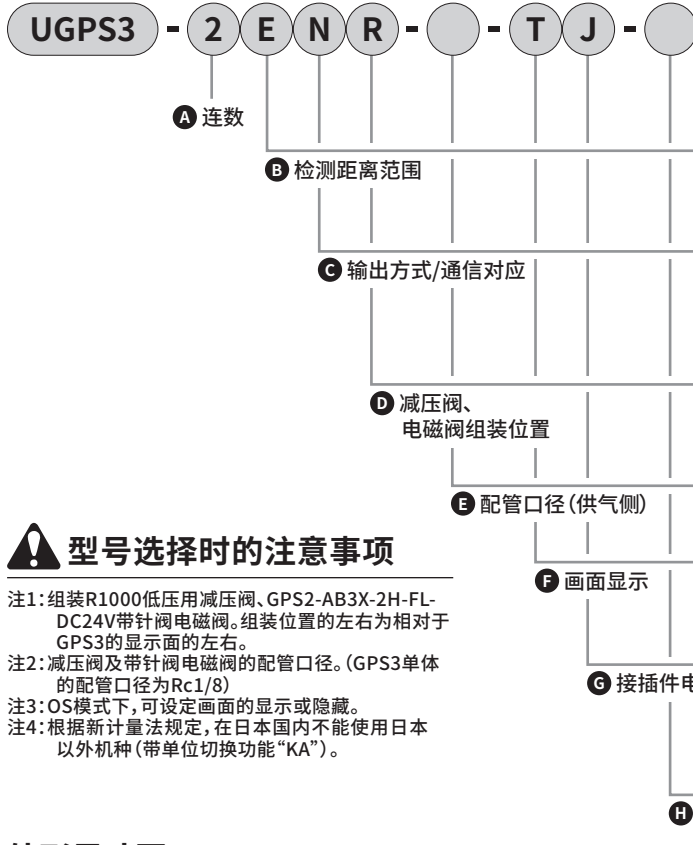 UGPS3 - 2 E N R - - T J -
A 连数
B 检测距离范围
C 输出方式/通信对应
D 减压阀、
电磁阀组装位置
E 配管口径(供气侧)
型号选择时的注意事项
F 画面显示
注1:组装R1000低压用减压阀、GPS2-AB3X-2H-FL-
DC24V带针阀电磁阀。组装位置的左右为相对于
GPS3的显示面的左右。
注2:减压阀及带针阀电磁阀的配管口径。(GPS3单体
的配管口径为Rc1/8)
G 接插件电
注3:OS模式下,可设定画面的显示或隐藏。
注4:根据新计量法规定,在日本国内不能使用日本
以外机种(带单位切换功能“KA”)。
H